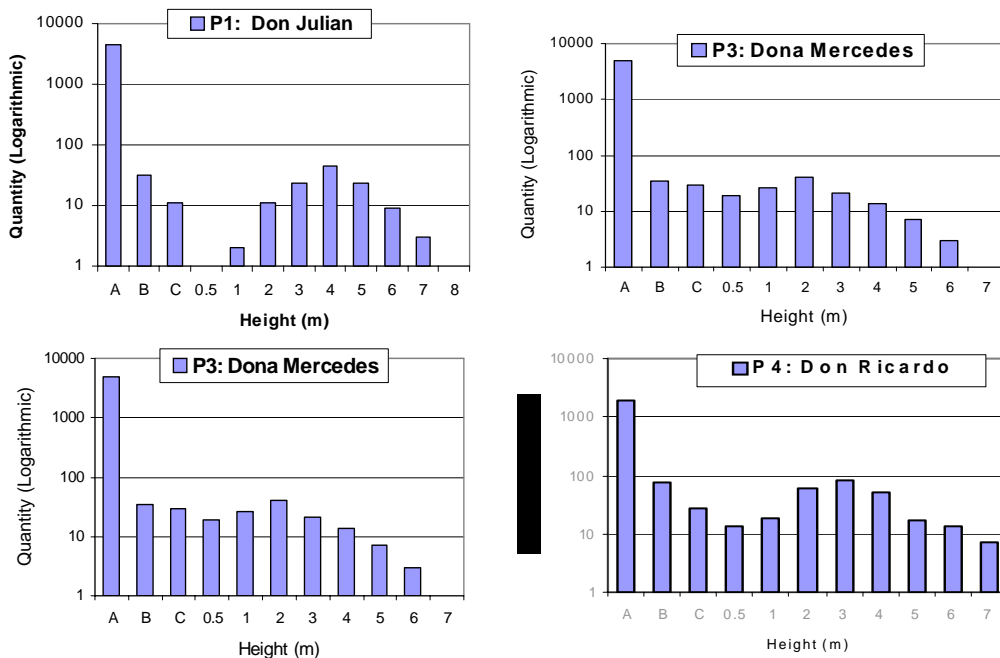 P1: Don Julian
Quantity (Logarithmic)
10000
1000
100
10
1
A B C 0.5 1 2 3 4 5 6 7 8
Height (m)
P3: Dona Mercedes
Quantity (Logarithmic)
10000
1000
100
10
1
A B C 0.5 1 2 3 4 5 6 7
Height (m)
P3: Dona Mercedes
Quantity (Logarithmic)
10000
1000
100
10
1
A B C 0.5 1 2 3 4 5 6 7
Height (m)
P 4: Don Ricardo
10000
1000
100
10
1
A B C 0.5 1 2 3 4 5 6 7
Height (m)